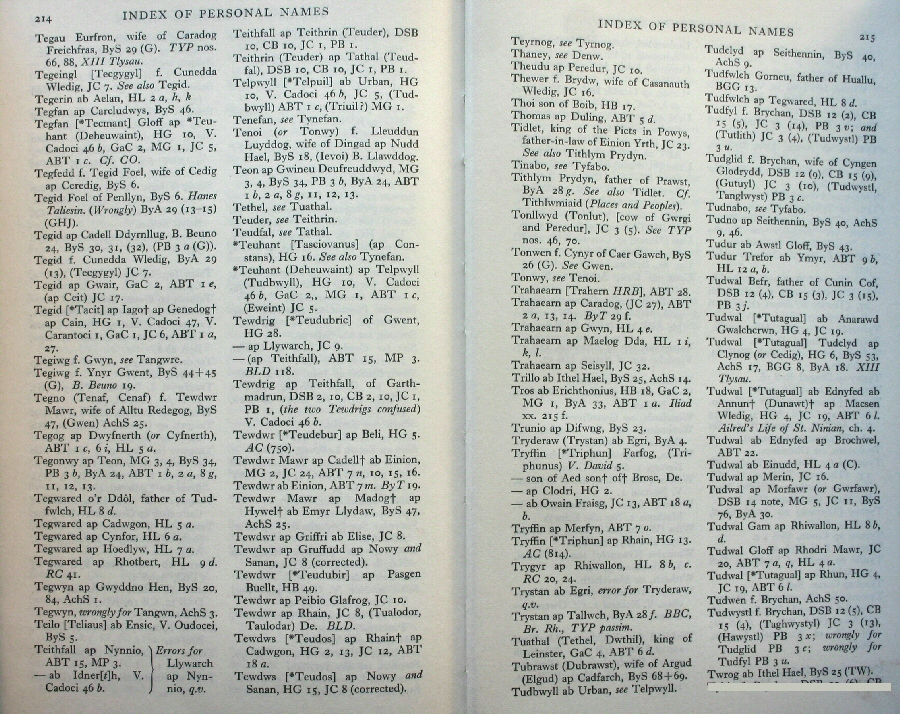 214
INDEX OF PERSONAL NAMES
Tegau Eurfron, wife of Caradog
Freichfras, ByS 29 (G). TYP nos.
66, 88, XIII Tlysau.
Tegeingl [Tecgygyl] f. Cunedda
Wledig, JC 7. See also Tegid.
Tegerin ab Aelan, HL 2 a, h, k
Tegfan ap Carcludwys, ByS 46.
Tegfan [*Tecmant] Gloff ap *Teu-
hant (Deheuwaint), HG 10, V.
Cadoci 46 b, GaC 2, MG 1, JC 5,
ABT 1 c. Cf. CO.
Tegfedd f. Tegid Foel, wife of Cedig
ap Ceredig, ByS 6.
Tegid Foel of Penllyn, ByS 6. Hanes
Taliesin. (Wrongly) ByA 29 (13-15)
(GHJ).
Tegid ap Cadell Ddyrnllug, B. Beuno
24, ByS 30, 31, (32), (PB 3 a (G)).
Tegid f. Cunedda Wledig, ByA 29
(13), (Tecgygyl) JC 7.
Tegid ap Gwair, GaC 2, ABT 1 e,
(ap Ceit) JC 17.
Tegid [*Tacit] ap Iago† ap Genedog†
ap Cain, HG 1, V. Cadoci 47, V.
Carantoci 1, GaC 1, JC 6, ABT 1 a,
27.
Tegiwg f. Gwyn, see Tangwre.
Tegiwg f. Ynyr Gwent, ByS 44+45
(G), B. Beuno 19.
Tegno (Tenaf, Cenaf) f. Tewdwr
Mawr, wife of Alltu Redegog, ByS
47, (Gwen) AchS 25.
Tegog ap Dwyfnerth (or Cyfnerth),
ABT 1 c, 6 i, HL 5 a.
Tegonwy ap Teon, MG 3, 4, ByS 34,
PB 3 b, ByA 24, ABT 1 b, 2 a, 8 g,
11, 12, 13.
Tegwared o'r Ddôl, father of Tud-
fwlch, HL 8 d.
Tegwared ap Cadwgon, HL 5 a.
Tegwared ap Cynfor, HL 6 a.
Tegwared ap Hoedlyw, HL 7 a.
Tegwared ap Rhotbert, HL 9 d.
RC 41.
Tegwyn ap Gwyddno Hen, ByS 20,
84, AchS 1.
Tegwyn, wrongly for Tangwn, AchS 3.
Teilo [Teliaus] ab Ensic, V. Oudocei,
ByS 5.
Teithfall ap Nynnio,
ABT 15, MP 3.
— ab Idner[t]h, V.
Cadoci 46 b.
Errors for
Llywarch
ap Nyn-
nio, q.v.
Teithfall ap Teithrin (Teuder), DSB
10, CB 10, JC 1, PB 1.
Teithrin (Teuder) ap Tathal (Teud-
fal), DSB 10, CB 10, JC 1, PB 1.
Telpwyll [*Telpuil] ab Urban, HG
10, V. Cadoci 46 b, JC 5, (Tud-
bwyll) ABT 1 c, (Triuil?) MG 1.
Tenefan, see Tynefan.
Tenoi (or Tonwy) f. Lleuddun
Luyddog, wife of Dingad ap Nudd
Hael, ByS 18, (Ievoi) B. Llawddog.
Teon ap Gwineu Deufreuddwyd, MG
3, 4, ByS 34, PB 3 b, ByA 24, ABT
1 b, 2 a, 8 g, 11, 12, 13.
Tethel, see Tuathal.
Teuder, see Teithrin.
Teudfal, see Tathal.
*Teuhant [Tasciovanus] (ap Con-
stans), HG 16. See also Tynefan.
*Teuhant (Deheuwaint) ap Telpwyll
(Tudbwyll), HG 10, V. Cadoci
46 b, GaC 2,, MG 1, ABT 1 c,
(Eweint) JC 5.
Tewdrig [*Teudubric] of Gwent,
HG 28.
— ap Llywarch, JC 9.
— (ap Teithfall), ABT 15, MP 3.
BLD 118.
Tewdrig ap Teithfall, of Garth-
madrun, DSB 2, 10, CB 2, 10, JC 1,
PB 1, (the two Tewdrigs confused)
V. Cadoci 46 b.
Tewdwr [*Teudebur] ap Beli, HG 5.
AC (750).
Tewdwr Mawr ap Cadell† ab Einion,
MG 2, JC 24, ABT 7 n, 10, 15, 16.
Tewdwr ab Einion, ABT 7 m. ByT 19.
Tewdwr Mawr ap Madog† ap
Hywel† ab Emyr Llydaw, ByS 47,
AchS 25.
Tewdwr ap Griffri ab Elise, JC 8.
Tewdwr ap Gruffudd ap Nowy and
Sanan, JC 8 (corrected).
Tewdwr [*Teudubir] ap Pasgen
Buellt, HB 49.
Tewdwr ap Peibio Glafrog, JC 10.
Tewdwr ap Rhain, JC 8, (Tualodor,
Taulodar) De. BLD.
Tewdws [*Teudos] ap Rhain† ap
Cadwgon, HG 2, 13, JC 12, ABT
18 a.
Tewdws [*Teudos] ap Nowy and
Sanan, HG 15, JC 8 (corrected).
INDEX OF PERSONAL NAMES
215
Teyrnog, see Tyrnog.
Thaney, see Denw.
Theudu ap Peredur, JC 10.
Thewer f. Brydw, wife of Casanauth
Wledig, JC 16.
Thoi son of Boib, HB 17.
Thomas ap Duling, ABT 5 d.
Tidlet, king of the Picts in Powys,
father-in-law of Einion Yrth, JC 23.
See also Tithlym Prydyn.
Tinabo, see Tyfabo.
Tithlym Prydyn, father of Prawst,
ByA 28 g. See also Tidlet. Cf.
Tithlwmiaid (Places and Peoples).
Tonllwyd (Tonlut), [cow of Gwrgi
and Peredur], JC 3 (5). See TYP
nos. 46, 70.
Tonwen f. Cynyr of Caer Gawch, ByS
26 (G). See Gwen.
Tonwy, see Tenoi.
Trahaearn [Trahern HRB], ABT 28.
Trahaearn ap Caradog, (JC 27), ABT
2 a, 13, 14. ByT 29 f.
Trahaearn ap Gwyn, HL 4 e.
Trahaearn ap Maelog Dda, HL 1 i,
k, l.
Trahaearn ap Seisyll, JC 32.
Trillo ab Ithel Hael, ByS 25, AchS 14.
Tros ab Erichthonius, HB 18, GaC 2,
MG 1, ByA 33, ABT 1 a. Iliad
xx. 215 f.
Trunio ap Difwng, ByS 23.
Tryderaw (Trystan) ab Egri, ByA 4.
Tryffin [*Triphun] Farfog, (Tri-
phunus) V. David 5.
— son of Aed son† of† Brosc, De.
— ap Clodri, HG 2.
— ab Owain Fraisg, JC 13, ABT 18 a,
b.
Tryffin ap Merfyn, ABT 7 o.
Tryffin [*Triphun] ap Rhain, HG 13.
AC (814).
Trygyr ap Rhiwallon, HL 8 b, c.
RC 20, 24.
Trystan ab Egri, error for Tryderaw,
q.v.
Trystan ap Tallwch, ByA 28 f. BBC,
Br. Rh., TYP passim.
Tuathal (Tethel, Dwthil), king of
Leinster, GaC 4, ABT 6 d.
Tubrawst (Dubrawst), wife of Argud
(Elgud) ap Cadfarch, ByS 68+69.
Tudbwyll ab Urban, see Telpwyll.
Tudclyd ap Seithennin, ByS 40,
AchS 9.
Tudfwlch Gorneu, father of Huallu,
BGG 13.
Tudfwlch ap Tegwared, HL 8 d.
Tudfyl f. Brychan, DSB 12 (2), CB
15 (5), JC 3 (14), PB 3 v; and
(Tutlith) JC 3 (4), (Tudwystl) PB
3 u.
Tudglid f. Brychan, wife of Cyngen
Glodrydd, DSB 12 (9), CB 15 (9),
(Gutuyl) JC 3 (10), (Tudwystl,
Tanglwyst) PB 3 c.
Tudnabo, see Tyfabo.
Tudno ap Seithennin, ByS 40, AchS
9, 46.
Tudur ab Awstl Gloff, ByS 43.
Tudur Trefor ab Ymyr, ABT 9 b,
HL 12 a, b.
Tudwal Befr, father of Cunin Cof,
DSB 12 (4), CB 15 (3), JC 3 (15),
PB 3 j.
Tudwal [*Tutagual] ab Anarawd
Gwalchcrwn, HG 4, JC 19.
Tudwal [*Tutagual] Tudclyd ap
Clynog (or Cedig), HG 6, ByS 53,
AchS 17, BGG 8, ByA 18. XIII
Tlysau.
Tudwal [*Tutagual] ab Ednyfed ab
Annun† (Dunawt)† ap Macsen
Wledig, HG 4, JC 19, ABT 6 l.
Ailred's Life of St. Ninian, ch. 4.
Tudwal ab Ednyfed ap Brochwel,
ABT 22.
Tudwal ab Einudd, HL 4 a (C).
Tudwal ap Merin, JC 16.
Tudwal ap Morfawr (or Gwrfawr),
DSB 14 note, MG 5, JC 11, ByS
76, ByA 30.
Tudwal Gam ap Rhiwallon, HL 8 b,
d.
Tudwal Gloff ap Rhodri Mawr, JC
20, ABT 7 a, q, HL 4 a.
Tudwal [*Tutagual] ap Rhun, HG 4,
JC 19, ABT 6 l.
Tudwen f. Brychan, AchS 50.
Tudwystl f. Brychan, DSB 12 (5), CB
15 (4), (Taghwystyl) JC 3 (13),
(Hawystl) PB 3 x; wrongly for
Tudglid PB 3 c; wrongly for
Tudfyl PB 3 u.
Twrog ab Ithel Hael, ByS 25 (TW).